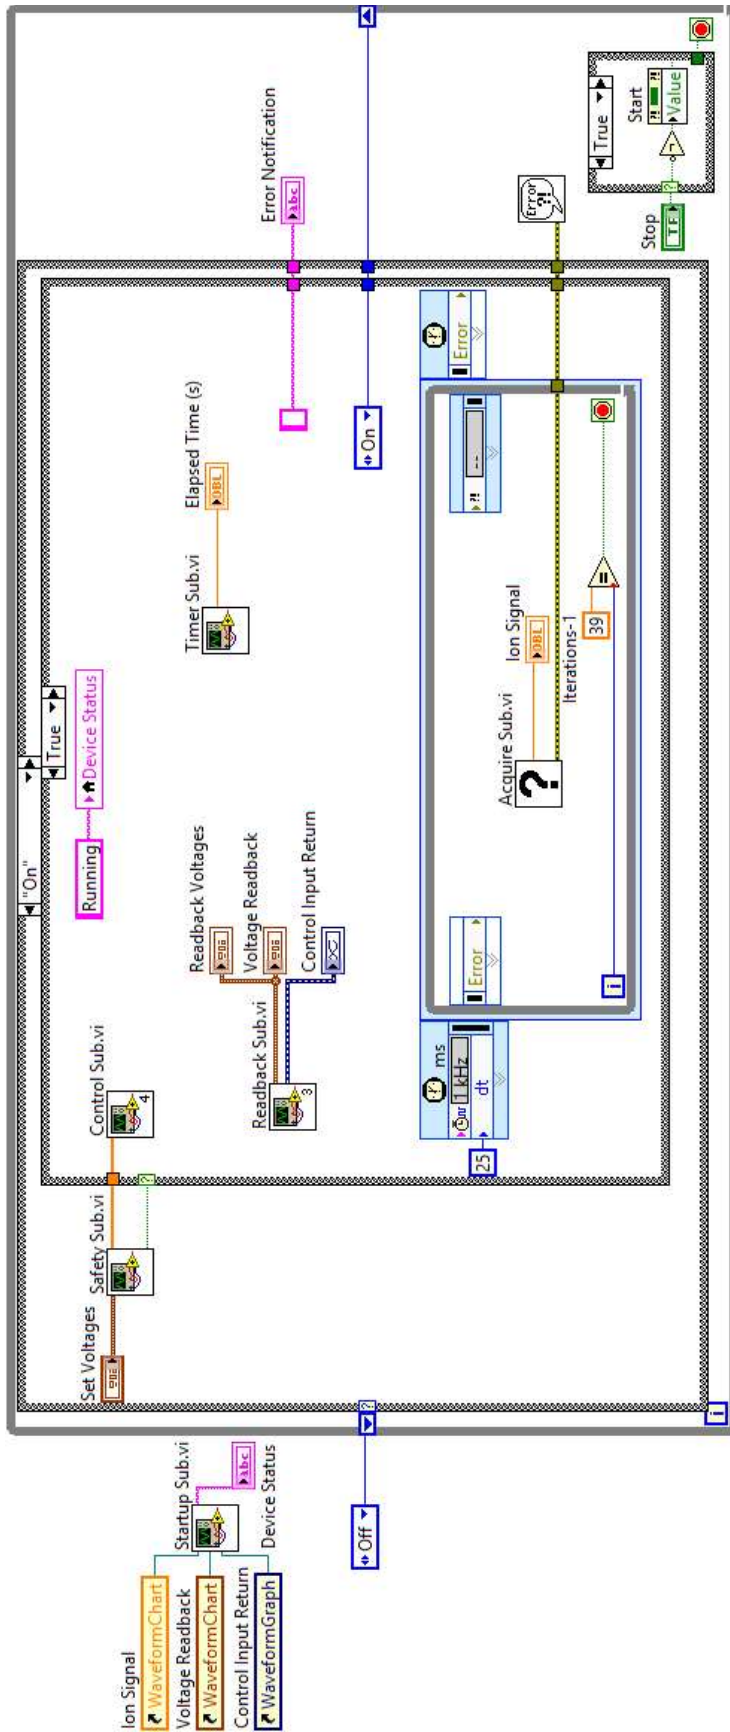 Ion Signal
WaveformChart
Voltage Readback
WaveformChart
Control Input Return
WaveformGraph
Startup Sub.vi
abc
Device Status
Off
?
i
"On"
Set Voltages
Safety Sub.vi
?
Control Sub.vi
4
True
Running
Device Status
Readback Sub.vi
3
Readback Voltages
Voltage Readback
Control Input Return
Timer Sub.vi
Elapsed Time (s)
DBL
On
Error Notification
abc
25
ms
1 kHz
dt
Error
i
Acquire Sub.vi
?
Ion Signal
DBL
Iterations-1
39
=
?!
--
Error
Error
?!
Stop
TF
?
True
Start
?! ?!
Value